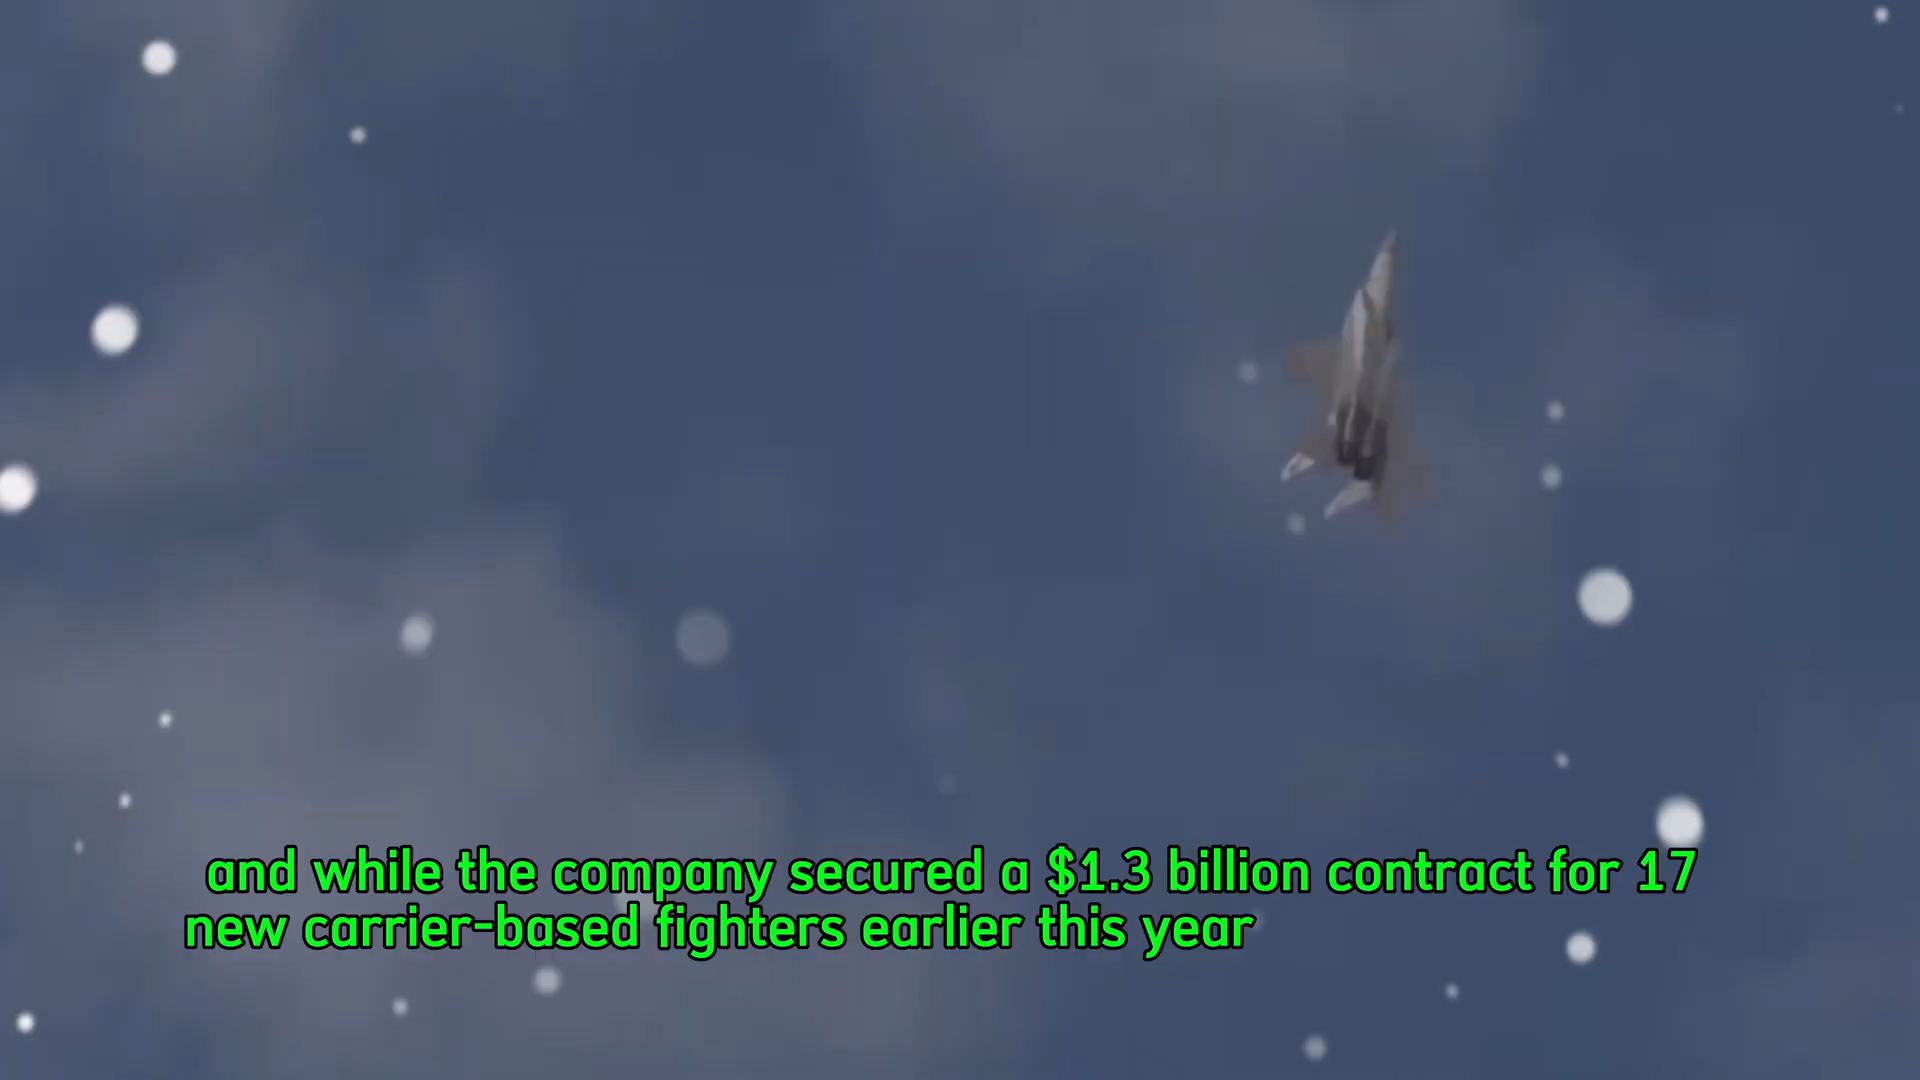 and while the company secured a $1.3 billion contract for 17
new carrier-based fighters earlier this year